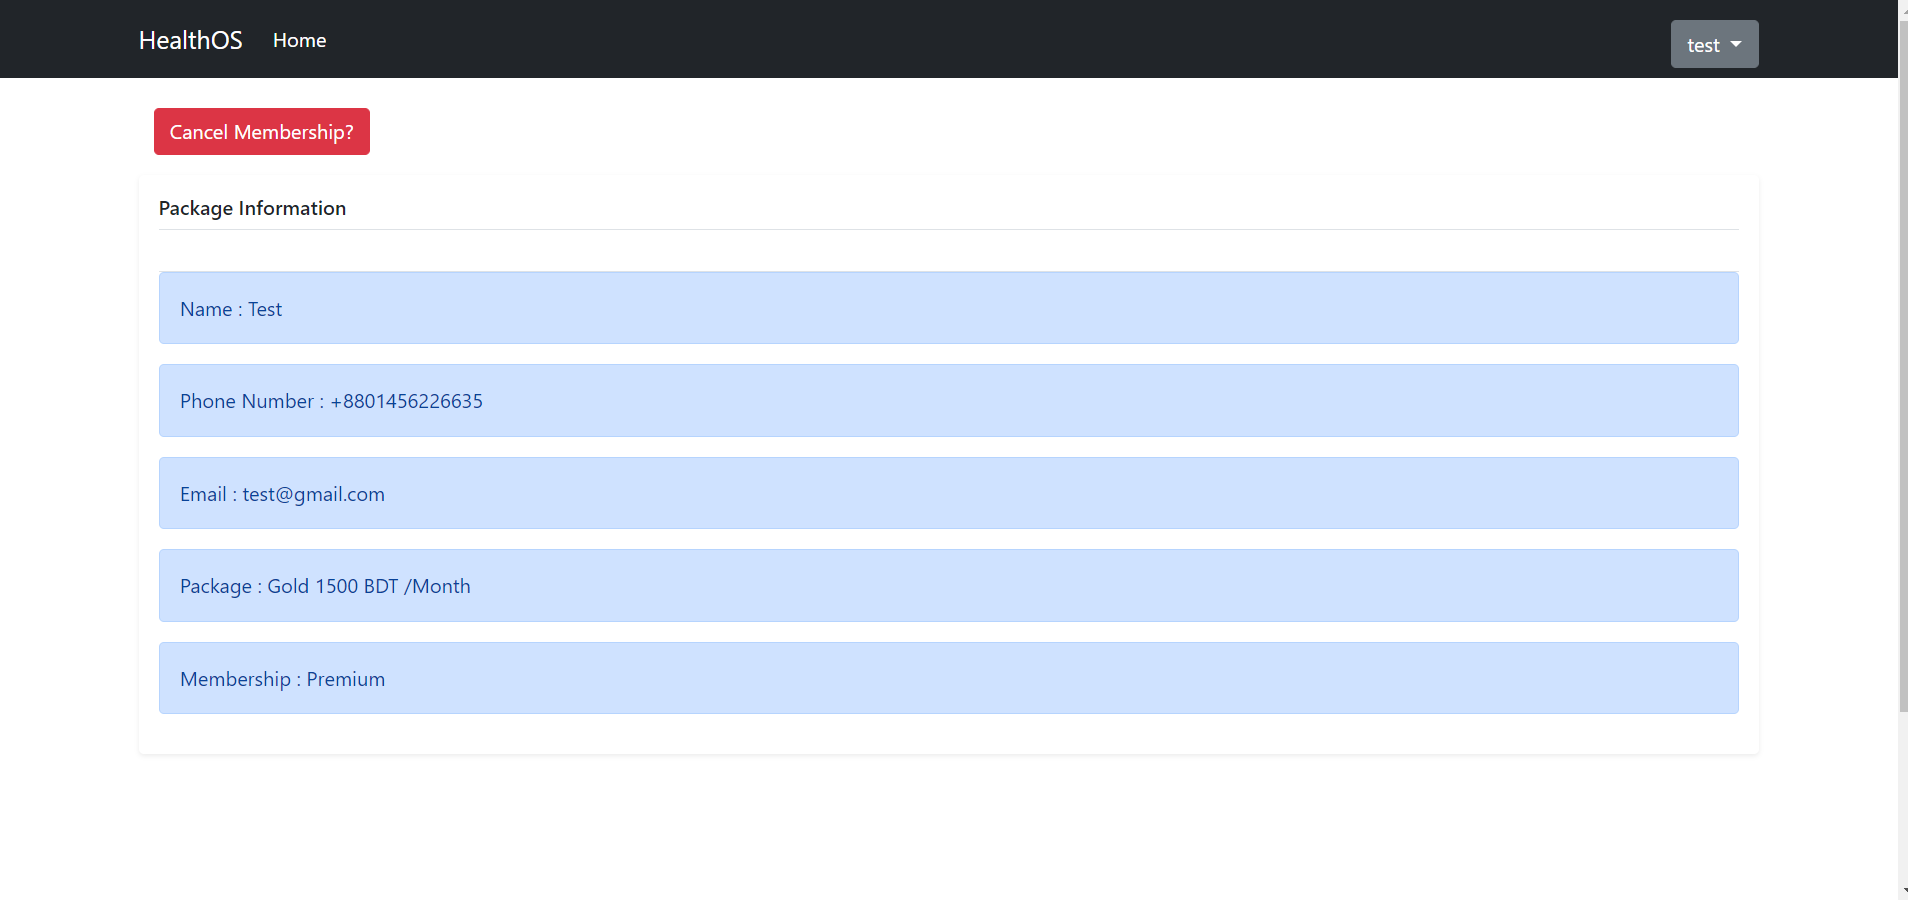 HealthOS Home test
Cancel Membership?
Package Information
Name : Test
Phone Number : +8801456226635
Email : test@gmail.com
Package : Gold 1500 BDT /Month
Membership : Premium